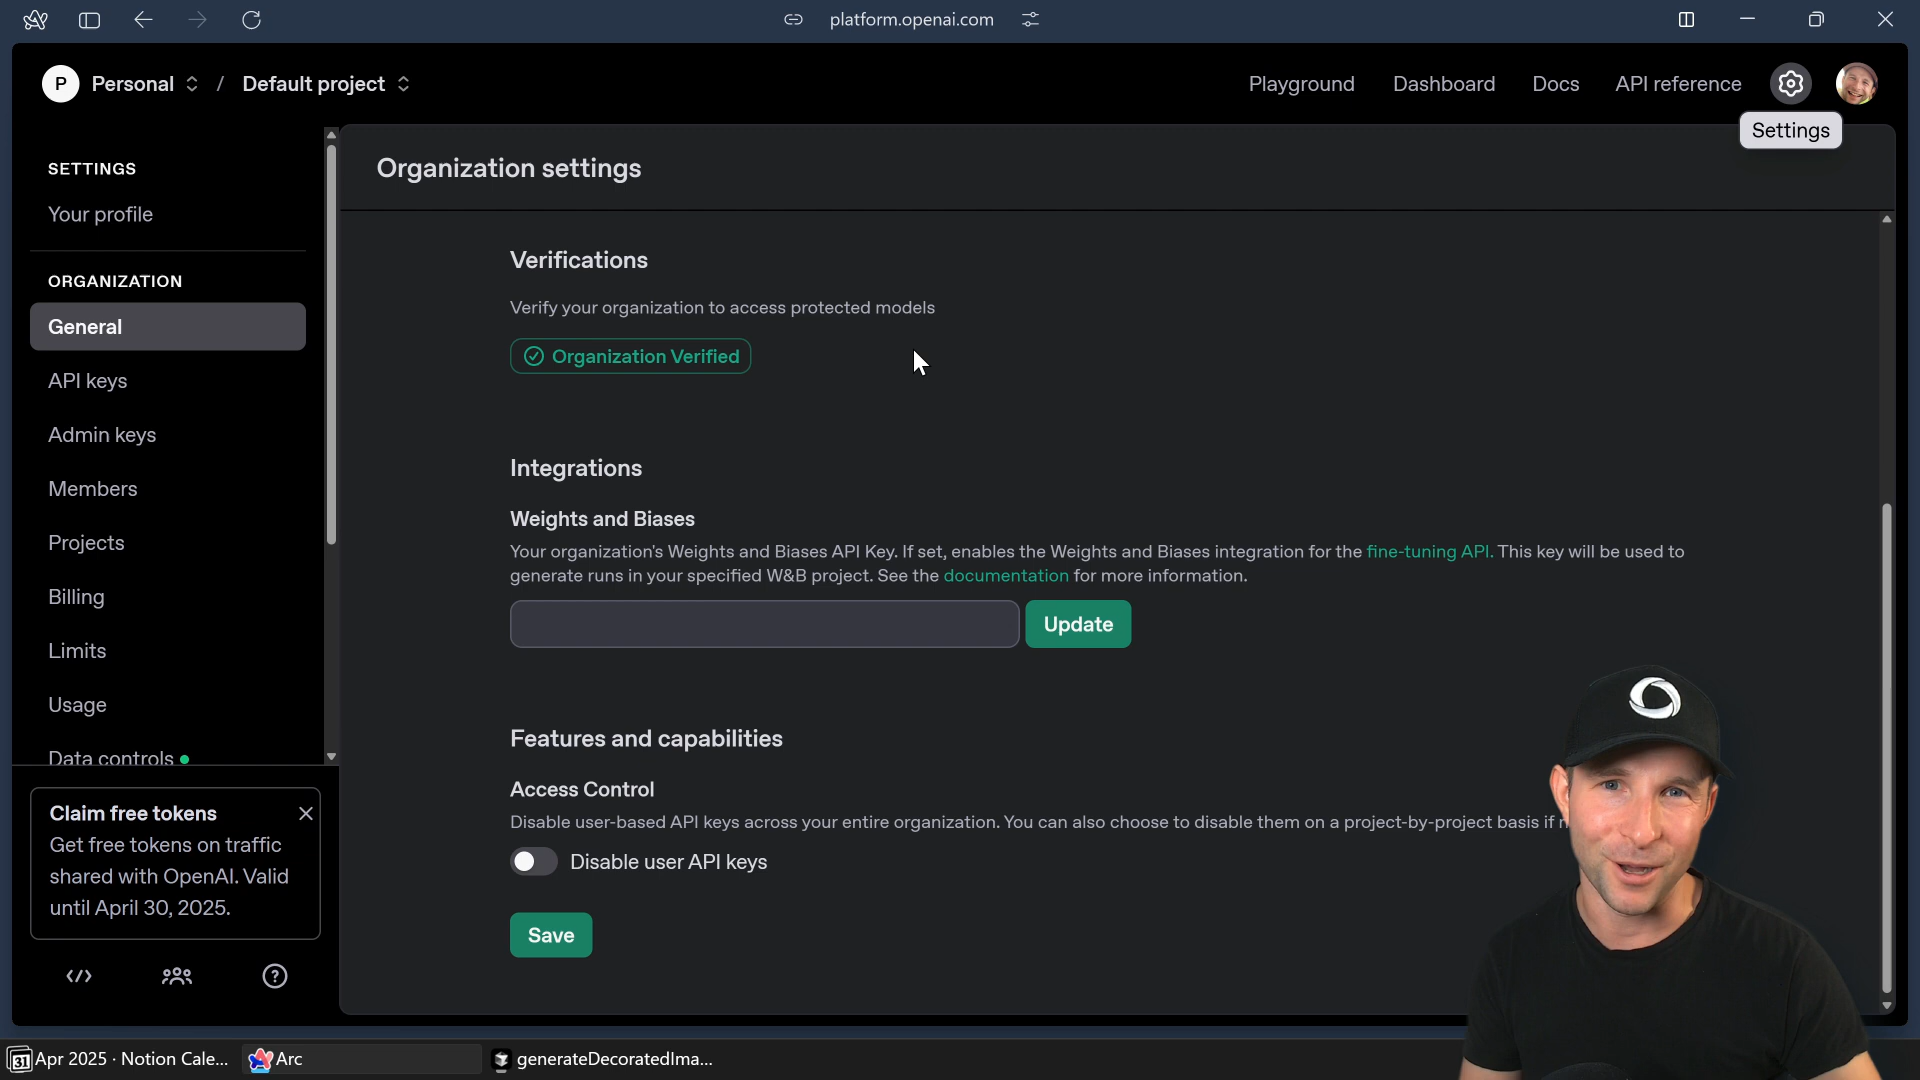 platform.openai.com
P Personal / Default project
Playground Dashboard Docs API reference
Settings
SETTINGS
Your profile
ORGANIZATION
General
API keys
Admin keys
Members
Projects
Billing
Limits
Usage
Data controls
Claim free tokens
Get free tokens on traffic
shared with OpenAI. Valid
until April 30, 2025.
Organization settings
Verifications
Verify your organization to access protected models
Organization Verified
Integrations
Weights and Biases
Your organization's Weights and Biases API Key. If set, enables the Weights and Biases integration for the fine-tuning API. This key will be used to
generate runs in your specified W&B project. See the documentation for more information.
Update
Features and capabilities
Access Control
Disable user-based API keys across your entire organization. You can also choose to disable them on a project-by-project basis if
Disable user API keys
Save
31 Apr 2025 · Notion Cale... Arc generateDecoratedIma...